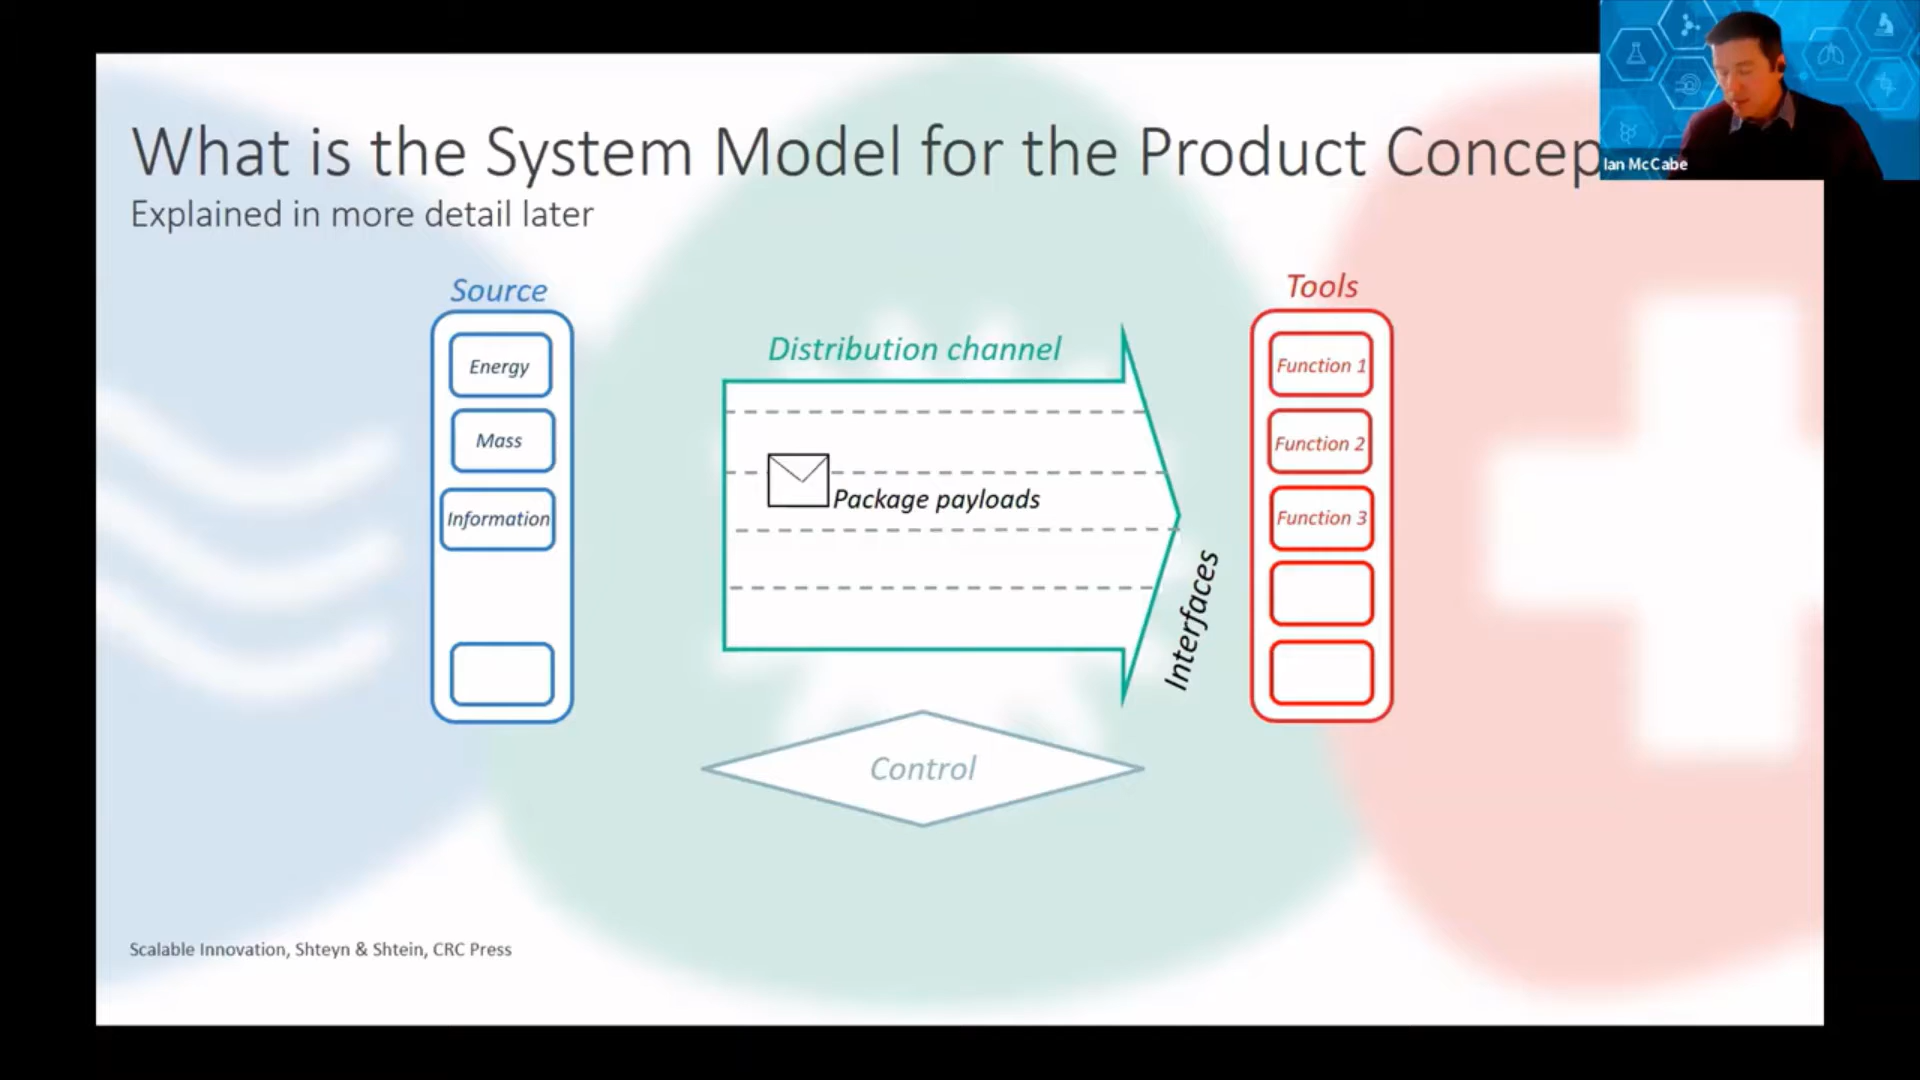 What is the System Model for the Product Concep
Ian McCabe
Explained in more detail later
Source
Energy
Mass
Information
Distribution channel
Package payloads
Interfaces
Control
Tools
Function 1
Function 2
Function 3
Scalable Innovation, Shteyn & Shtein, CRC Press